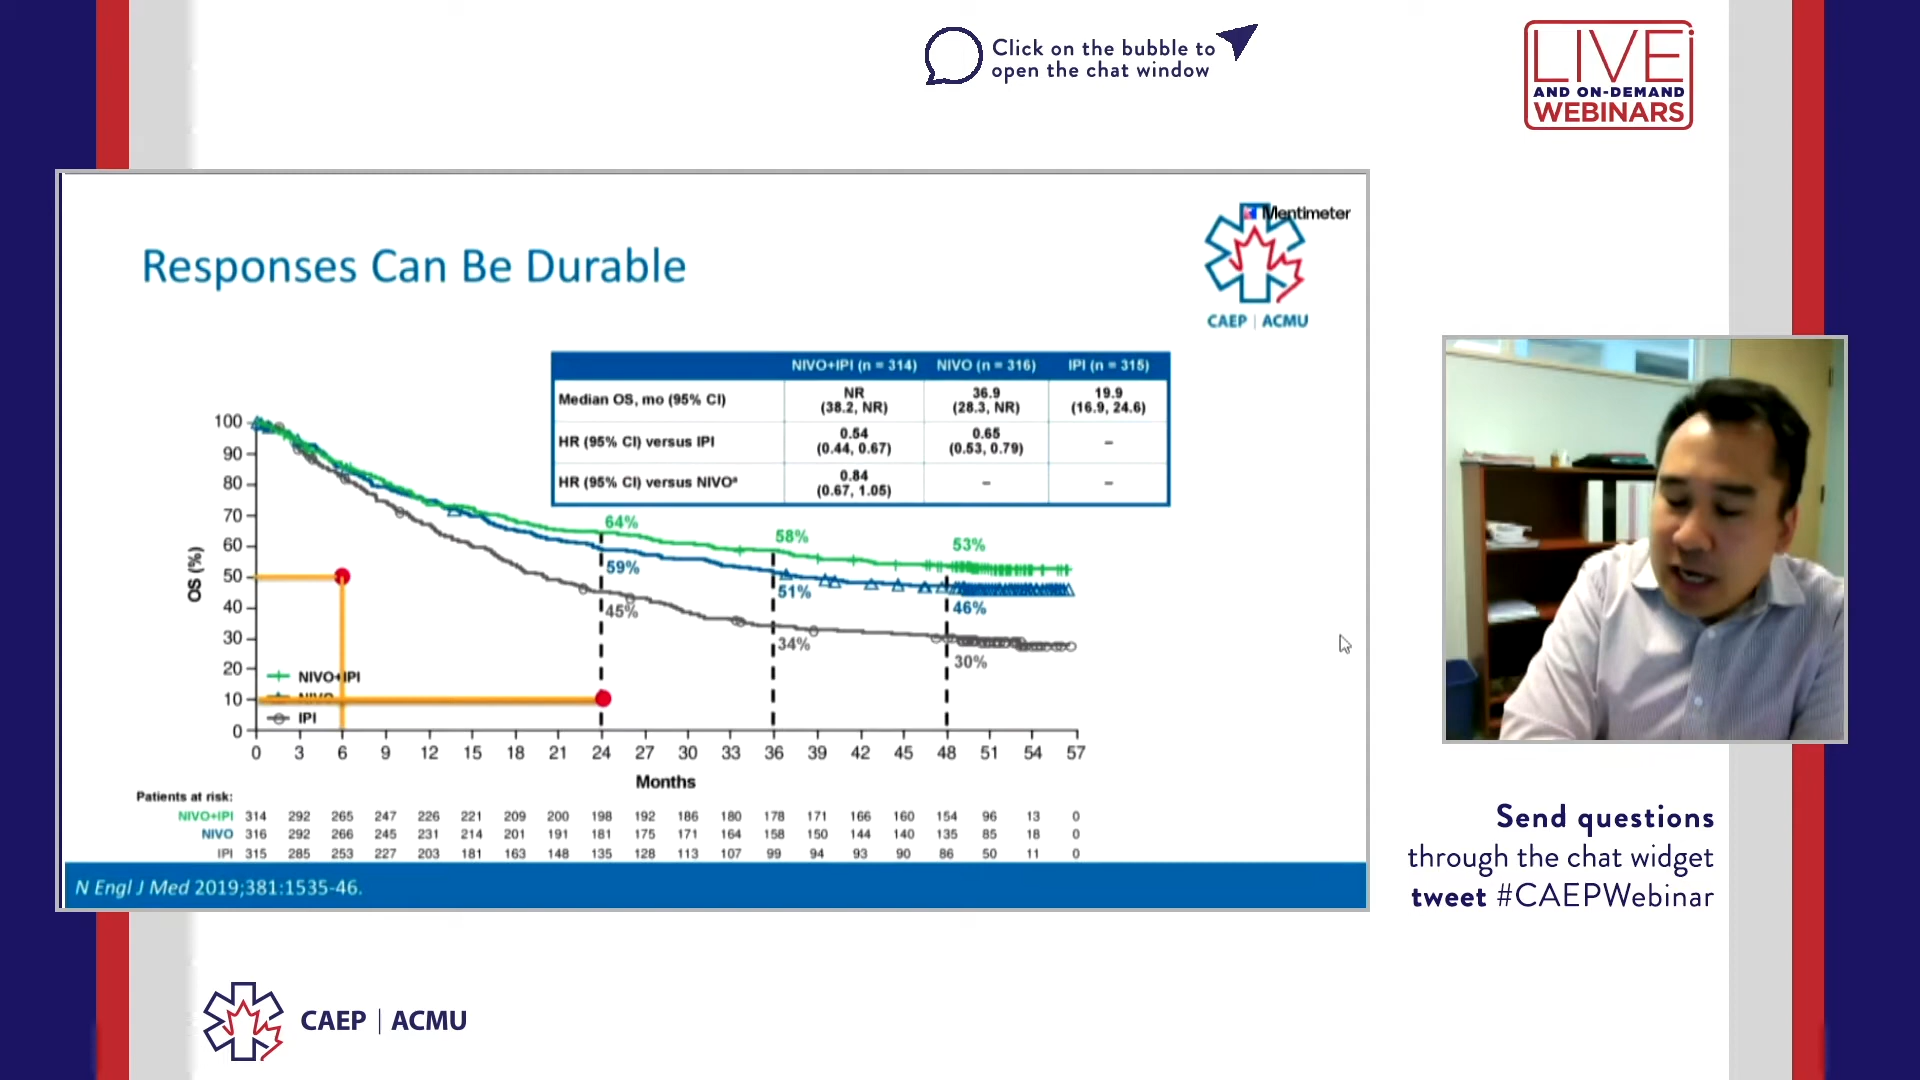 Click on the bubble to
open the chat window
LIVE
AND ON-DEMAND
WEBINARS
Mentimeter
Responses Can Be Durable
CAEP | ACMU
NIVO+IPI (n = 314) NIVO (n = 316) IPI (n = 315)
Median OS, mo (95% CI) NR (38.2, NR) 36.9 (28.3, NR) 19.9 (16.9, 24.6)
HR (95% CI) versus IPI 0.54 (0.44, 0.67) 0.65 (0.53, 0.79) –
HR (95% CI) versus NIVOª 0.84 (0.67, 1.05) – –
100
90
80
70
60
50
40
30
20
10
0
OS (%)
64%
59%
45%
58%
51%
34%
53%
46%
30%
NIVO+IPI
NIVO
IPI
0 3 6 9 12 15 18 21 24 27 30 33 36 39 42 45 48 51 54 57
Months
Patients at risk:
NIVO+IPI 314 292 265 247 226 221 209 200 198 192 186 180 178 171 166 160 154 96 13 0
NIVO 316 292 266 245 231 214 201 191 181 175 171 164 158 150 144 140 135 85 18 0
IPI 315 285 253 227 203 181 163 148 135 128 113 107 99 94 93 90 86 50 11 0
N Engl J Med 2019;381:1535-46.
Send questions
through the chat widget
tweet #CAEPWebinar
CAEP | ACMU